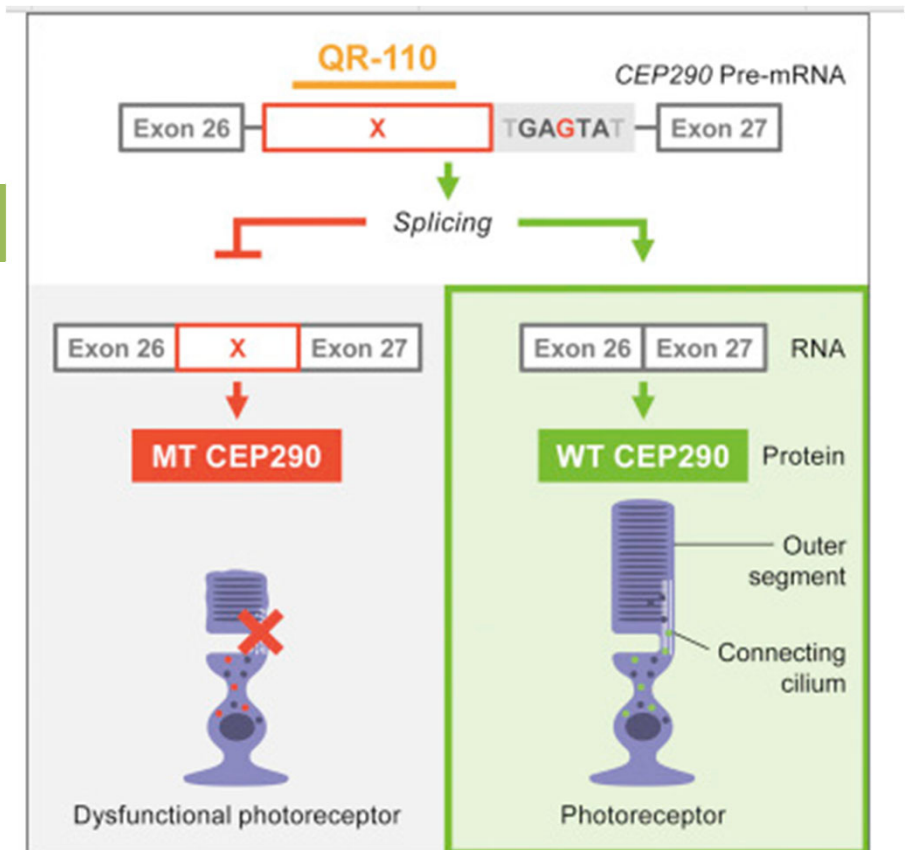 QR-110
CEP290 Pre-mRNA
Exon 26
X
TGAGTAT
Exon 27
Splicing
Exon 26
X
Exon 27
Exon 26
Exon 27
RNA
MT CEP290
WT CEP290
Protein
Outer
segment
Connecting
cilium
Dysfunctional photoreceptor
Photoreceptor